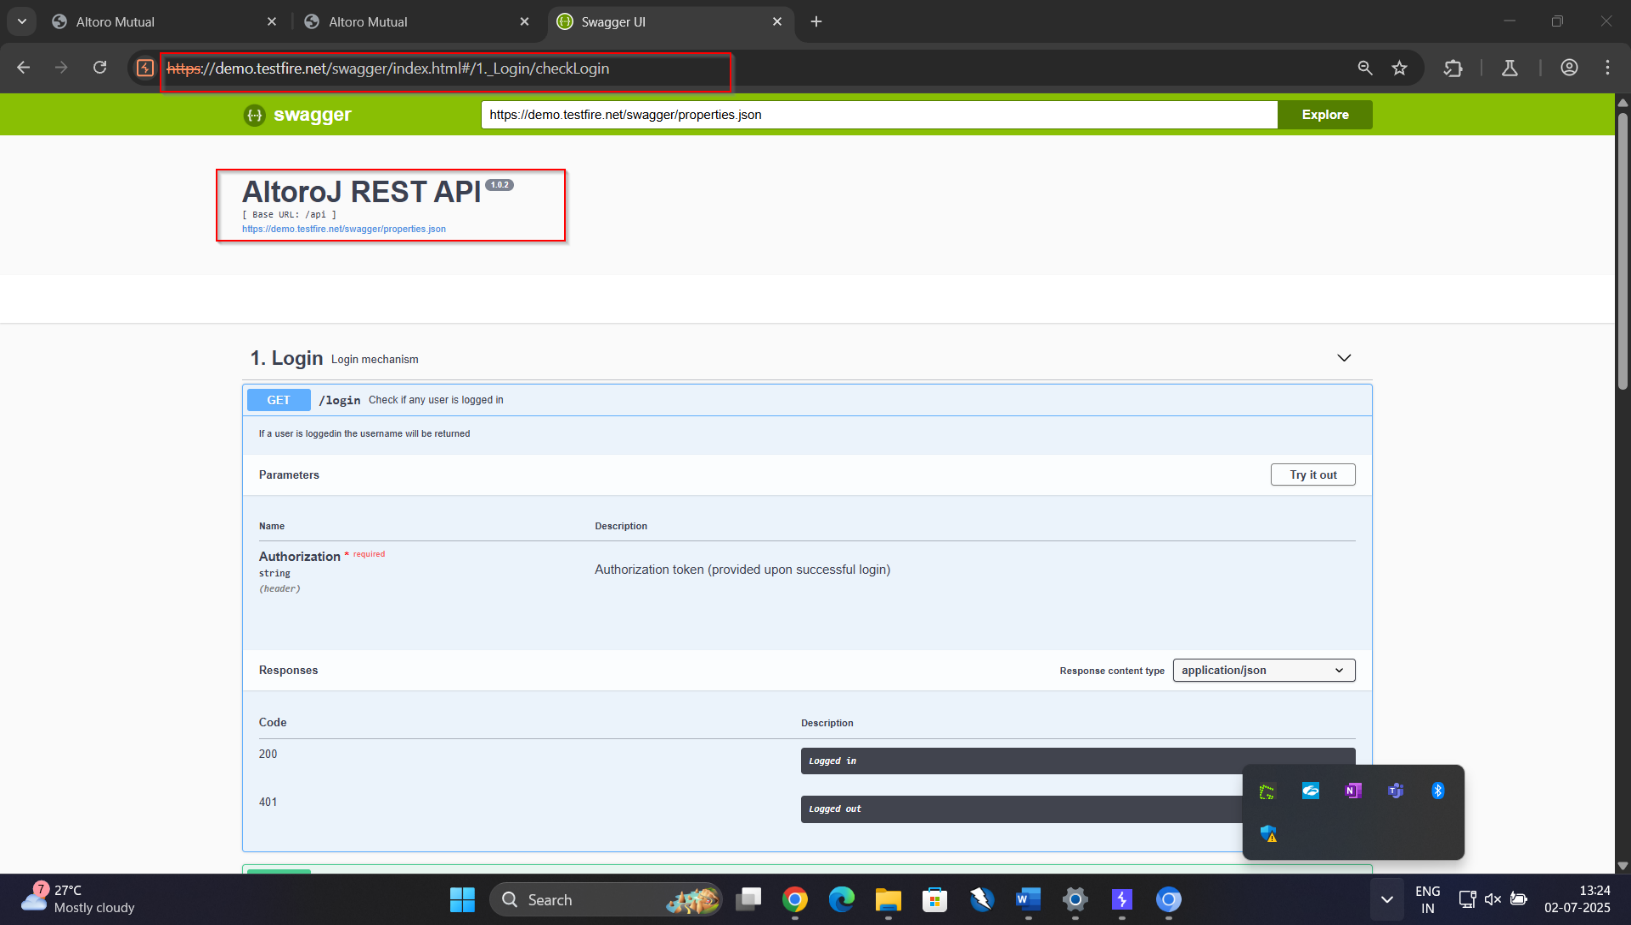 Altoro Mutual
Altoro Mutual
Swagger UI
https://demo.testfire.net/swagger/index.html#/1._Login/checkLogin
swagger
https://demo.testfire.net/swagger/properties.json
Explore
AltoroJ REST API 1.0.2
[ Base URL: /api ]
https://demo.testfire.net/swagger/properties.json
1. Login Login mechanism
GET /login Check if any user is logged in
If a user is loggedin the username will be returned
Parameters
Try it out
Name Description
Authorization * required
string
(header)
Authorization token (provided upon successful login)
Responses
Response content type application/json
Code Description
200 Logged in
401 Logged out
7
27°C
Mostly cloudy
Search
ENG
IN
13:24
02-07-2025